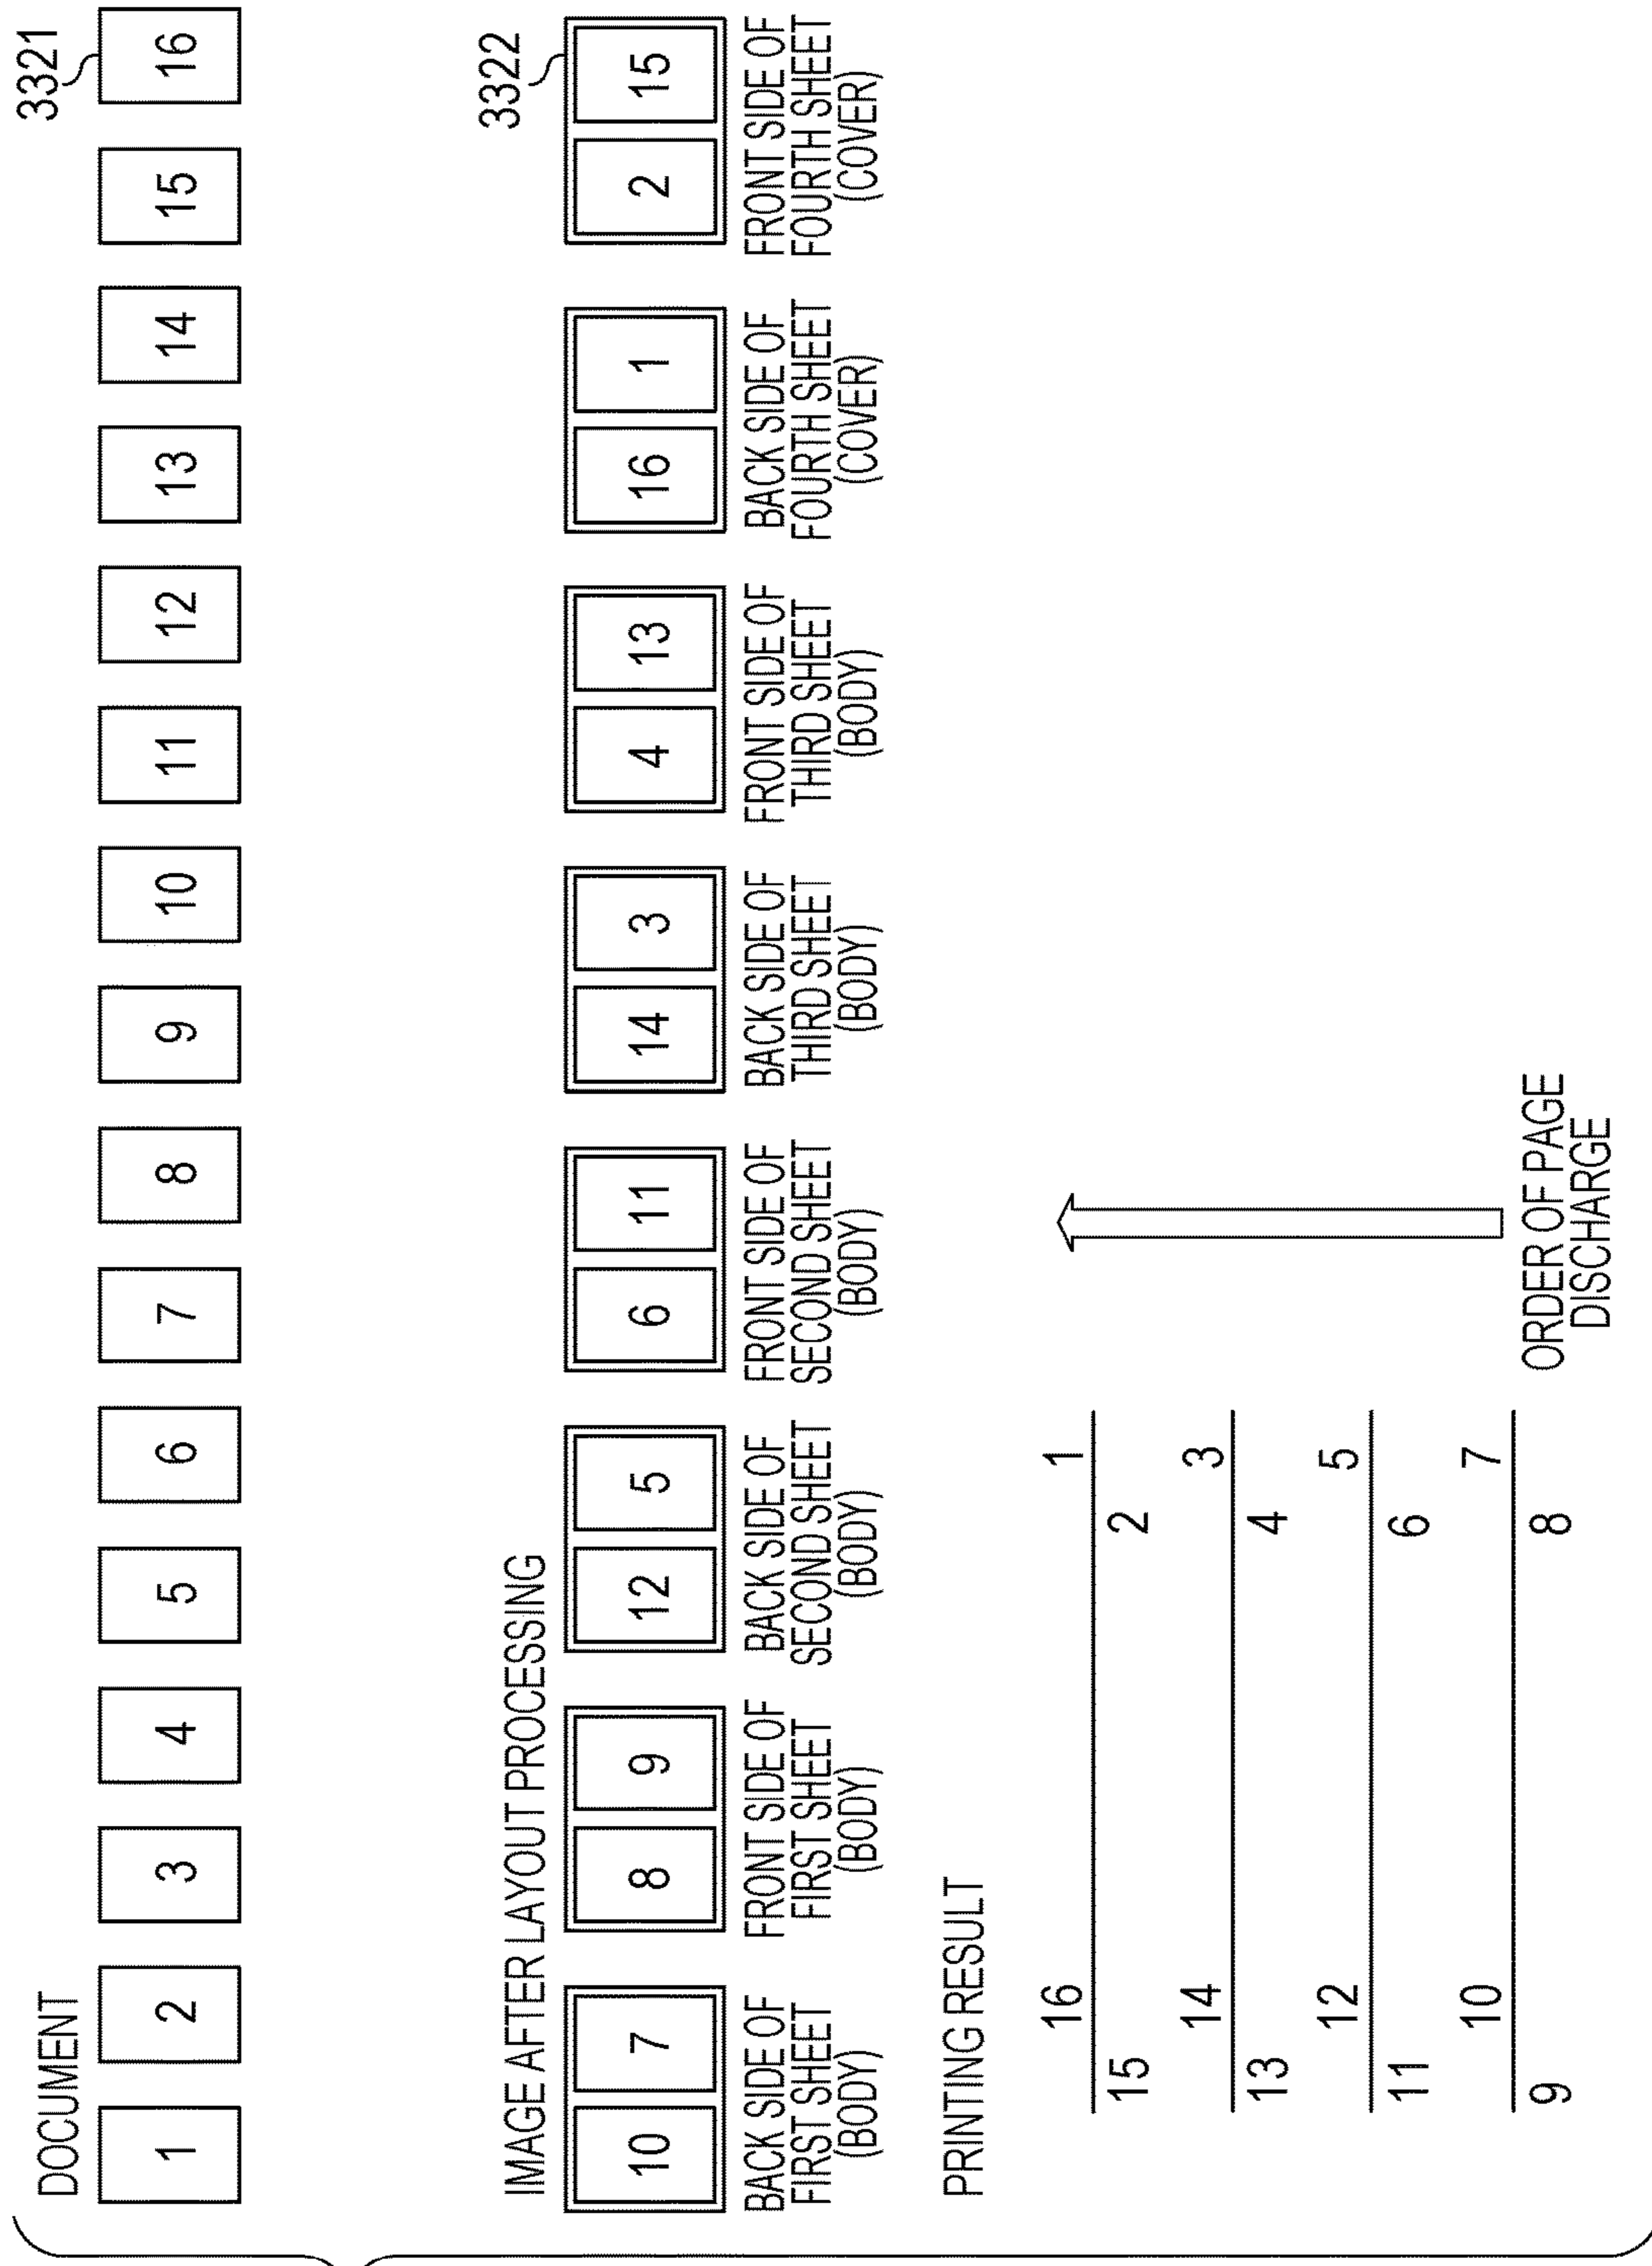 DOCUMENT
3321
1 2 3 4 5 6 7 8 9 10 11 12 13 14 15 16
IMAGE AFTER LAYOUT PROCESSING
3322
10 7
BACK SIDE OF
FIRST SHEET
(BODY)
8 9
FRONT SIDE OF
FIRST SHEET
(BODY)
12 5
BACK SIDE OF
SECOND SHEET
(BODY)
6 11
FRONT SIDE OF
SECOND SHEET
(BODY)
14 3
BACK SIDE OF
THIRD SHEET
(BODY)
4 13
FRONT SIDE OF
THIRD SHEET
(BODY)
16 1
BACK SIDE OF
FOURTH SHEET
(COVER)
2 15
FRONT SIDE OF
FOURTH SHEET
(COVER)
PRINTING RESULT
16 1
15 2
14 3
13 4
12 5
11 6
10 7
9 8
ORDER OF PAGE
DISCHARGE